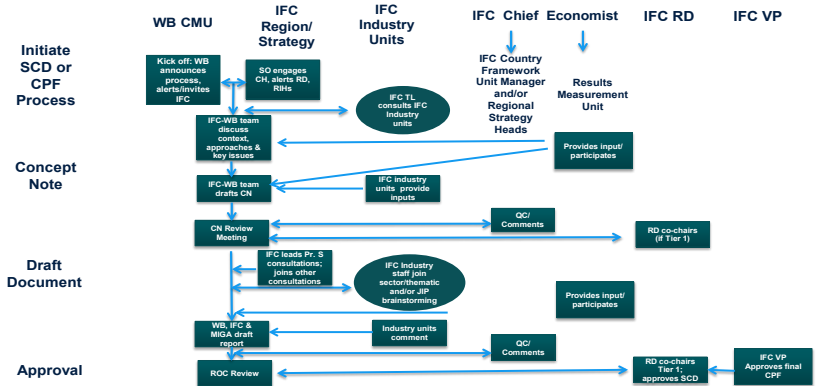 WB CMU
IFC
Region/
Strategy
IFC
Industry
Units
IFC Chief Economist
IFC RD
IFC VP
Initiate
SCD or
CPF
Process
Kick off: WB
announces
process,
alerts/invites
IFC
SO engages
CH, alerts RD,
RIHs
IFC TL
consults IFC
Industry
units
IFC Country
Framework
Unit Manager
and/or
Regional
Strategy
Heads
Results
Measurement
Unit
IFC-WB team
discuss
context,
approaches &
key issues
Provides input/
participates
Concept
Note
IFC-WB team
drafts CN
IFC industry
units provide
inputs
CN Review
Meeting
QC/
Comments
RD co-chairs
(if Tier 1)
Draft
Document
IFC leads Pr. S
consultations;
joins other
consultations
IFC Industry
staff join
sector/thematic
and/or JIP
brainstorming
Provides input/
participates
WB, IFC &
MIGA draft
report
Industry units
comment
QC/
Comments
Approval
ROC Review
RD co-chairs
Tier 1;
approves SCD
IFC VP
Approves final
CPF